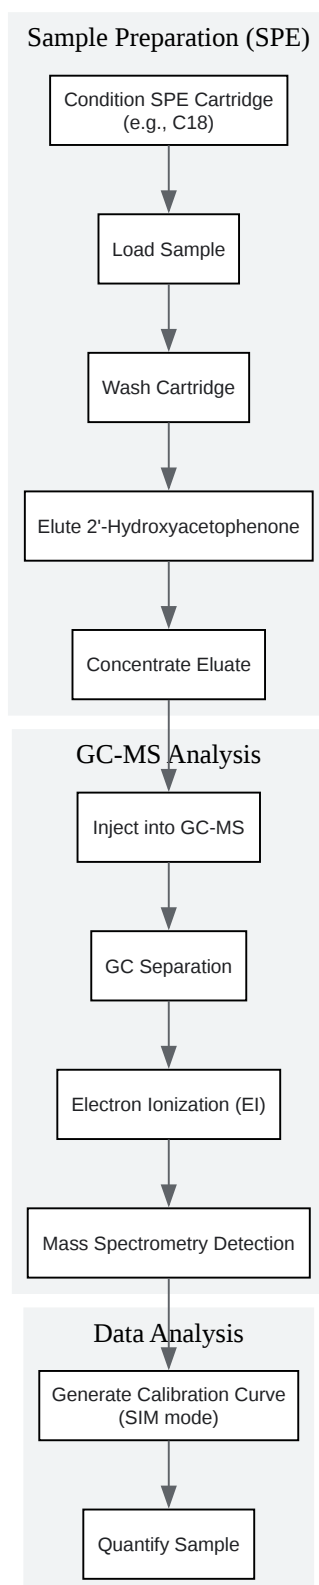 Sample Preparation (SPE)
Condition SPE Cartridge
(e.g., C18)
Load Sample
Wash Cartridge
Elute 2'-Hydroxyacetophenone
Concentrate Eluate
GC-MS Analysis
Inject into GC-MS
GC Separation
Electron Ionization (EI)
Mass Spectrometry Detection
Data Analysis
Generate Calibration Curve
(SIM mode)
Quantify Sample